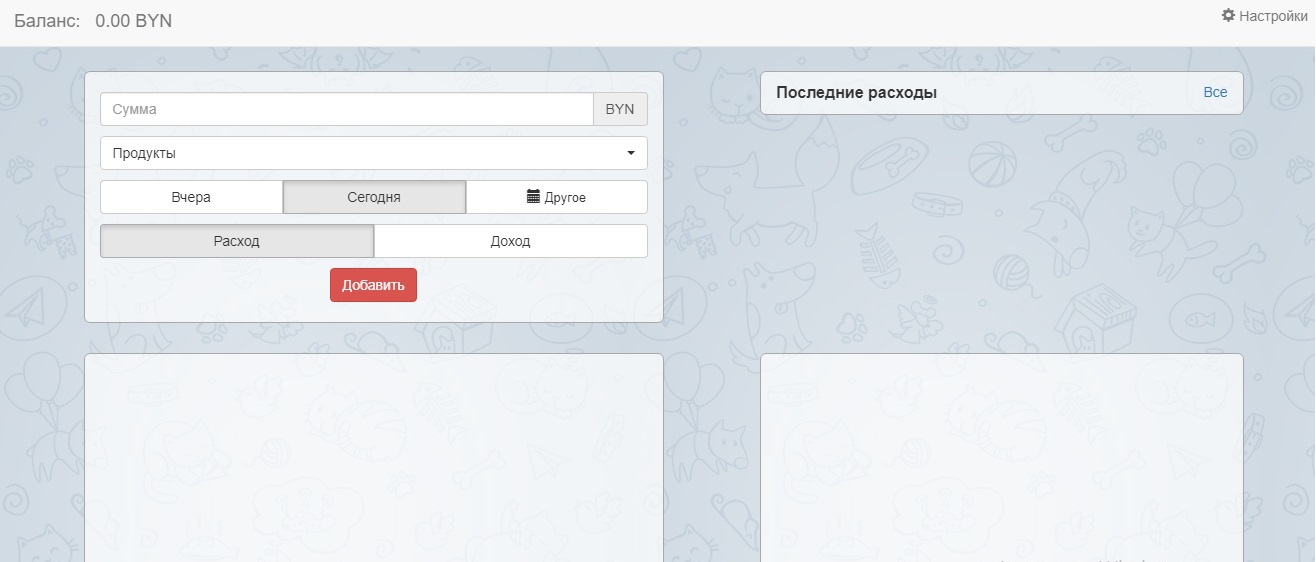 Баланс: 0.00 BYN
Настройки
Сумма
BYN
Продукты
Вчера
Сегодня
Другое
Расход
Доход
Добавить
Последние расходы
Все